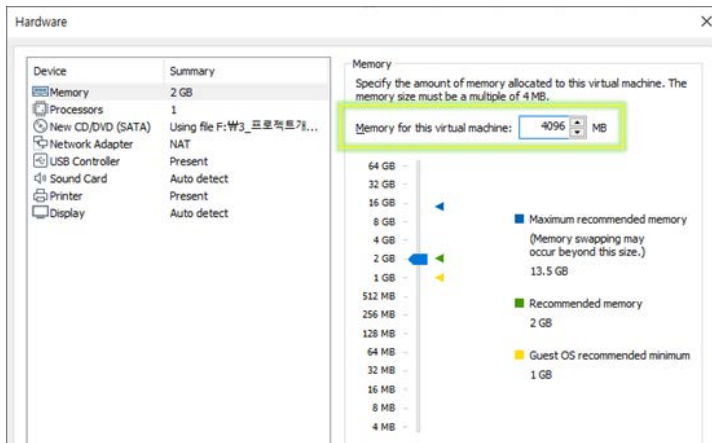 Hardware
Device Summary
Memory 2 GB
Processors 1
New CD/DVD (SATA) Using file F:₩3_프로젝트개...
Network Adapter NAT
USB Controller Present
Sound Card Auto detect
Printer Present
Display Auto detect
Memory
Specify the amount of memory allocated to this virtual machine. The
memory size must be a multiple of 4 MB.
Memory for this virtual machine: 4096 MB
64 GB
32 GB
16 GB
8 GB
4 GB
2 GB
1 GB
512 MB
256 MB
128 MB
64 MB
32 MB
16 MB
8 MB
4 MB
Maximum recommended memory
(Memory swapping may
occur beyond this size.)
13.5 GB
Recommended memory
2 GB
Guest OS recommended minimum
1 GB